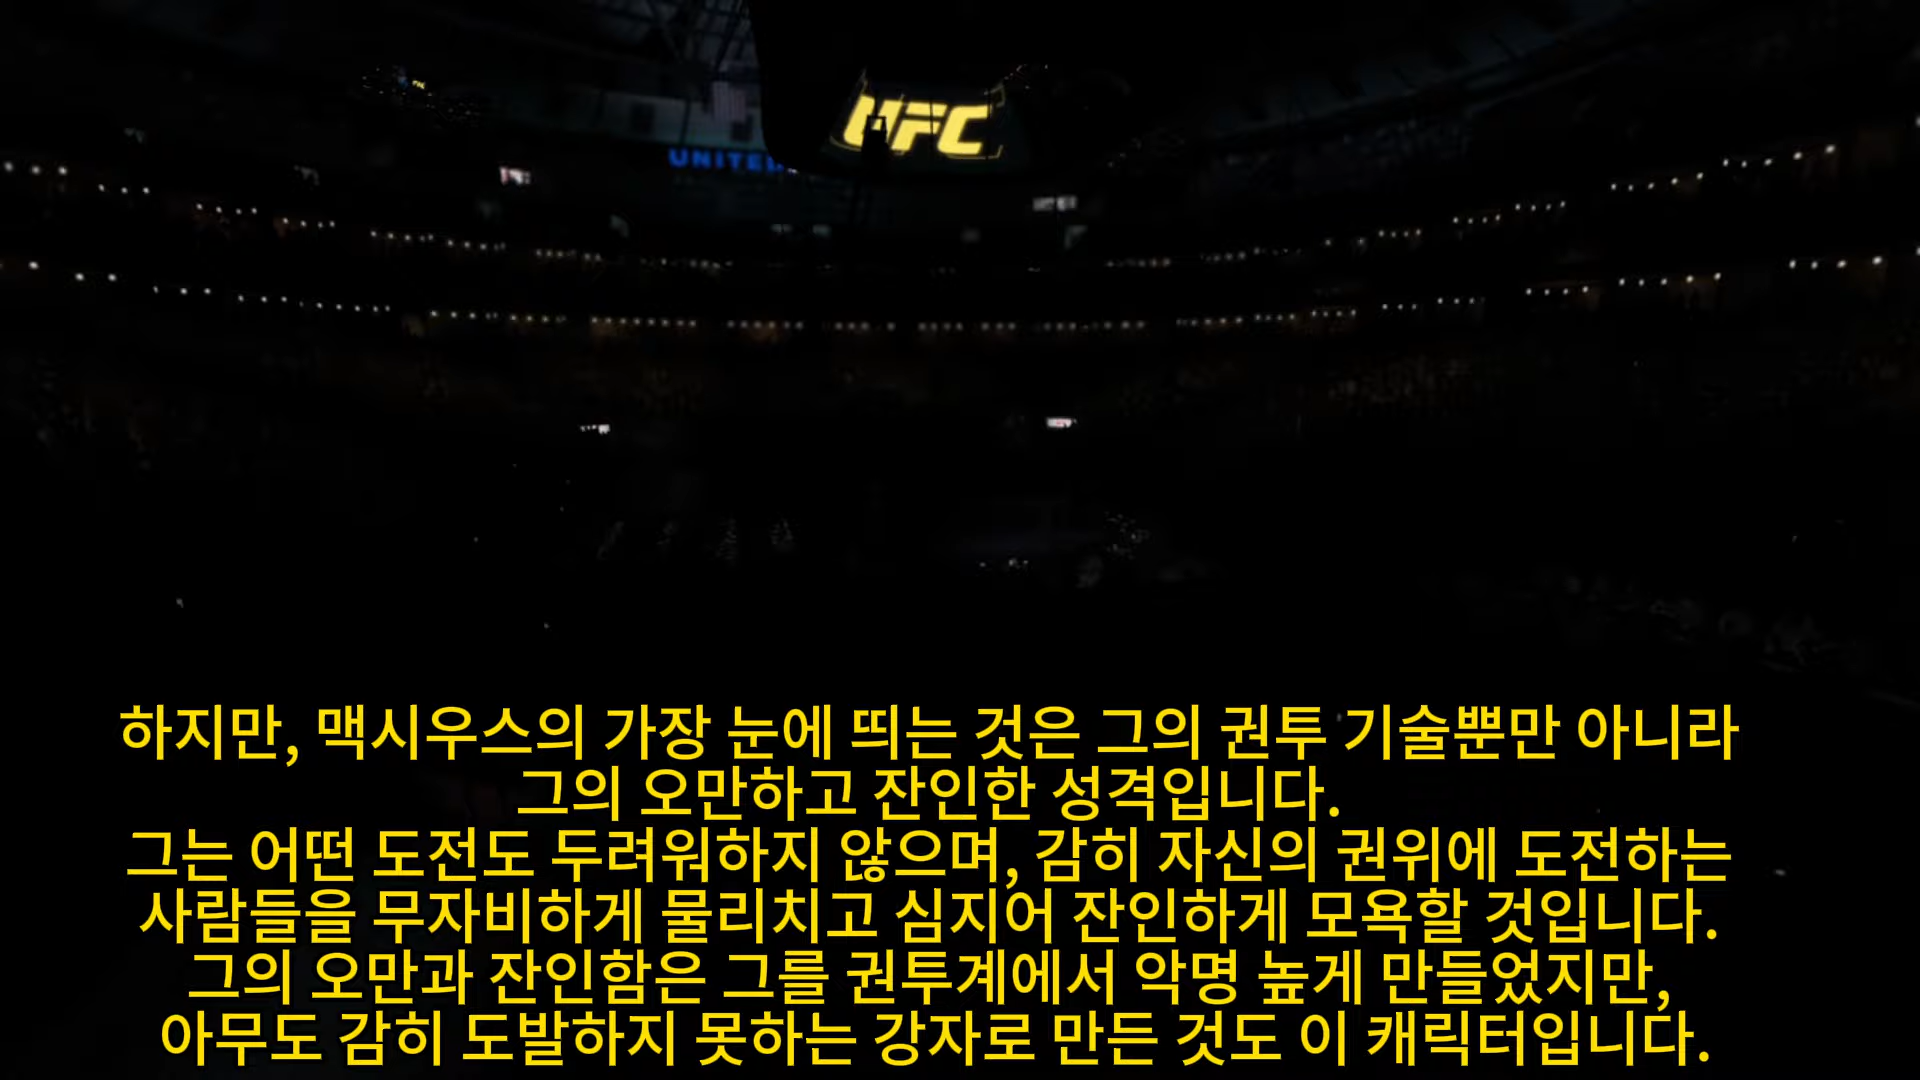 UFC
UNITED
하지만, 맥시우스의 가장 눈에 띄는 것은 그의 권투 기술뿐만 아니라
그의 오만하고 잔인한 성격입니다.
그는 어떤 도전도 두려워하지 않으며, 감히 자신의 권위에 도전하는
사람들을 무자비하게 물리치고 심지어 잔인하게 모욕할 것입니다.
그의 오만과 잔인함은 그를 권투계에서 악명 높게 만들었지만,
아무도 감히 도발하지 못하는 강자로 만든 것도 이 캐릭터입니다.